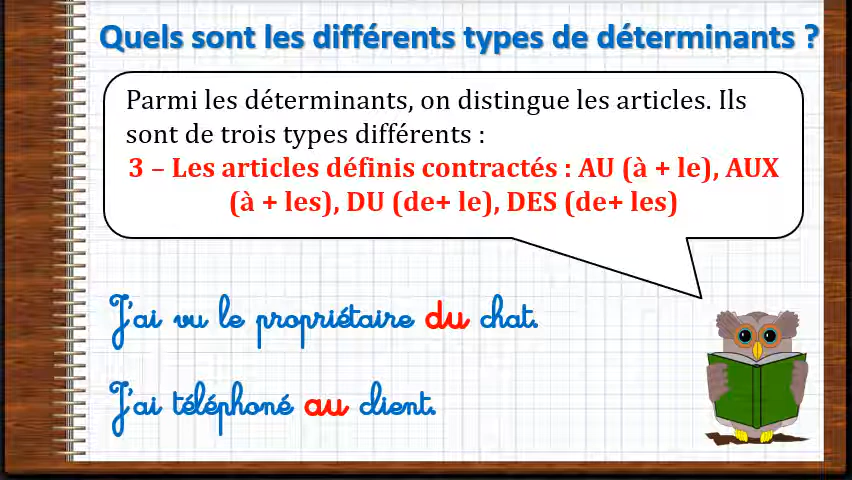 Quels sont les différents types de déterminants ?
Parmi les déterminants, on distingue les articles. Ils
sont de trois types différents :
3 – Les articles définis contractés : AU (à + le), AUX
(à + les), DU (de+ le), DES (de+ les)
J'ai vu le propriétaire du chat.
J'ai téléphoné au client.